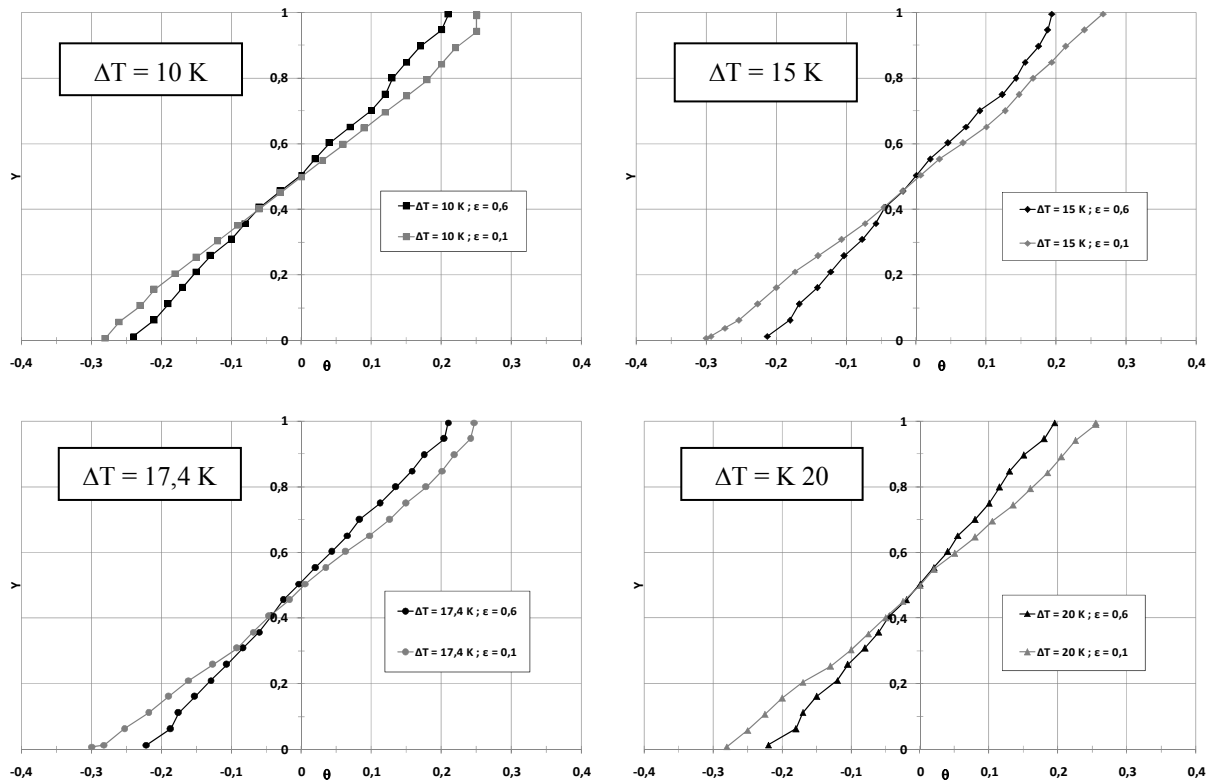 ΔT = 10 K
1
0,8
0,6
0,4
0,2
0
Y
-0,4 -0,3 -0,2 -0,1 0 0,1 0,2 0,3 0,4
θ
ΔT = 10 K ; ε = 0,6
ΔT = 10 K ; ε = 0,1
ΔT = 15 K
1
0,8
0,6
0,4
0,2
0
Y
-0,4 -0,3 -0,2 -0,1 0 0,1 0,2 0,3 0,4
θ
ΔT = 15 K ; ε = 0,6
ΔT = 15 K ; ε = 0,1
ΔT = 17,4 K
1
0,8
0,6
0,4
0,2
0
Y
-0,4 -0,3 -0,2 -0,1 0 0,1 0,2 0,3 0,4
θ
ΔT = 17,4 K ; ε = 0,6
ΔT = 17,4 K ; ε = 0,1
ΔT = K 20
1
0,8
0,6
0,4
0,2
0
Y
-0,4 -0,3 -0,2 -0,1 0 0,1 0,2 0,3 0,4
θ
ΔT = 20 K ; ε = 0,6
ΔT = 20 K ; ε = 0,1